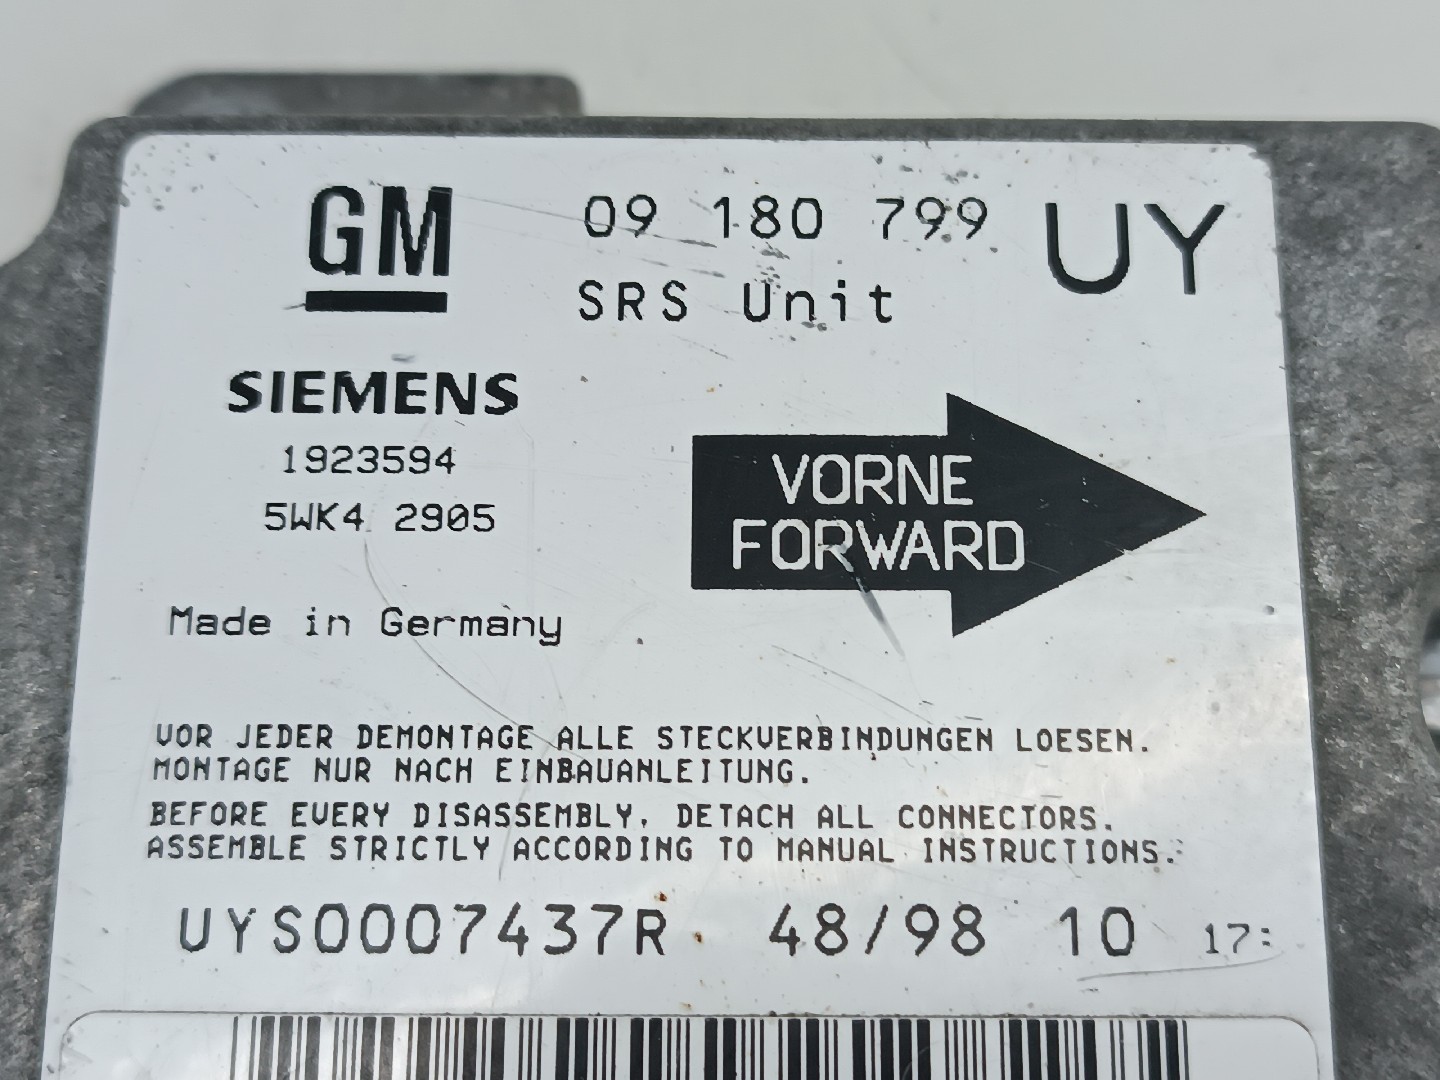 GM 09 180 799 UY
SRS Unit
SIEMENS
1923594
5WK4 2905
VORNE
FORWARD
Made in Germany
VOR JEDER DEMONTAGE ALLE STECKVERBINDUNGEN LOESEN.
MONTAGE NUR NACH EINBAUANLEITUNG.
BEFORE EVERY DISASSEMBLY, DETACH ALL CONNECTORS.
ASSEMBLE STRICTLY ACCORDING TO MANUAL INSTRUCTIONS.
UYS0007437R 48/98 10 17: